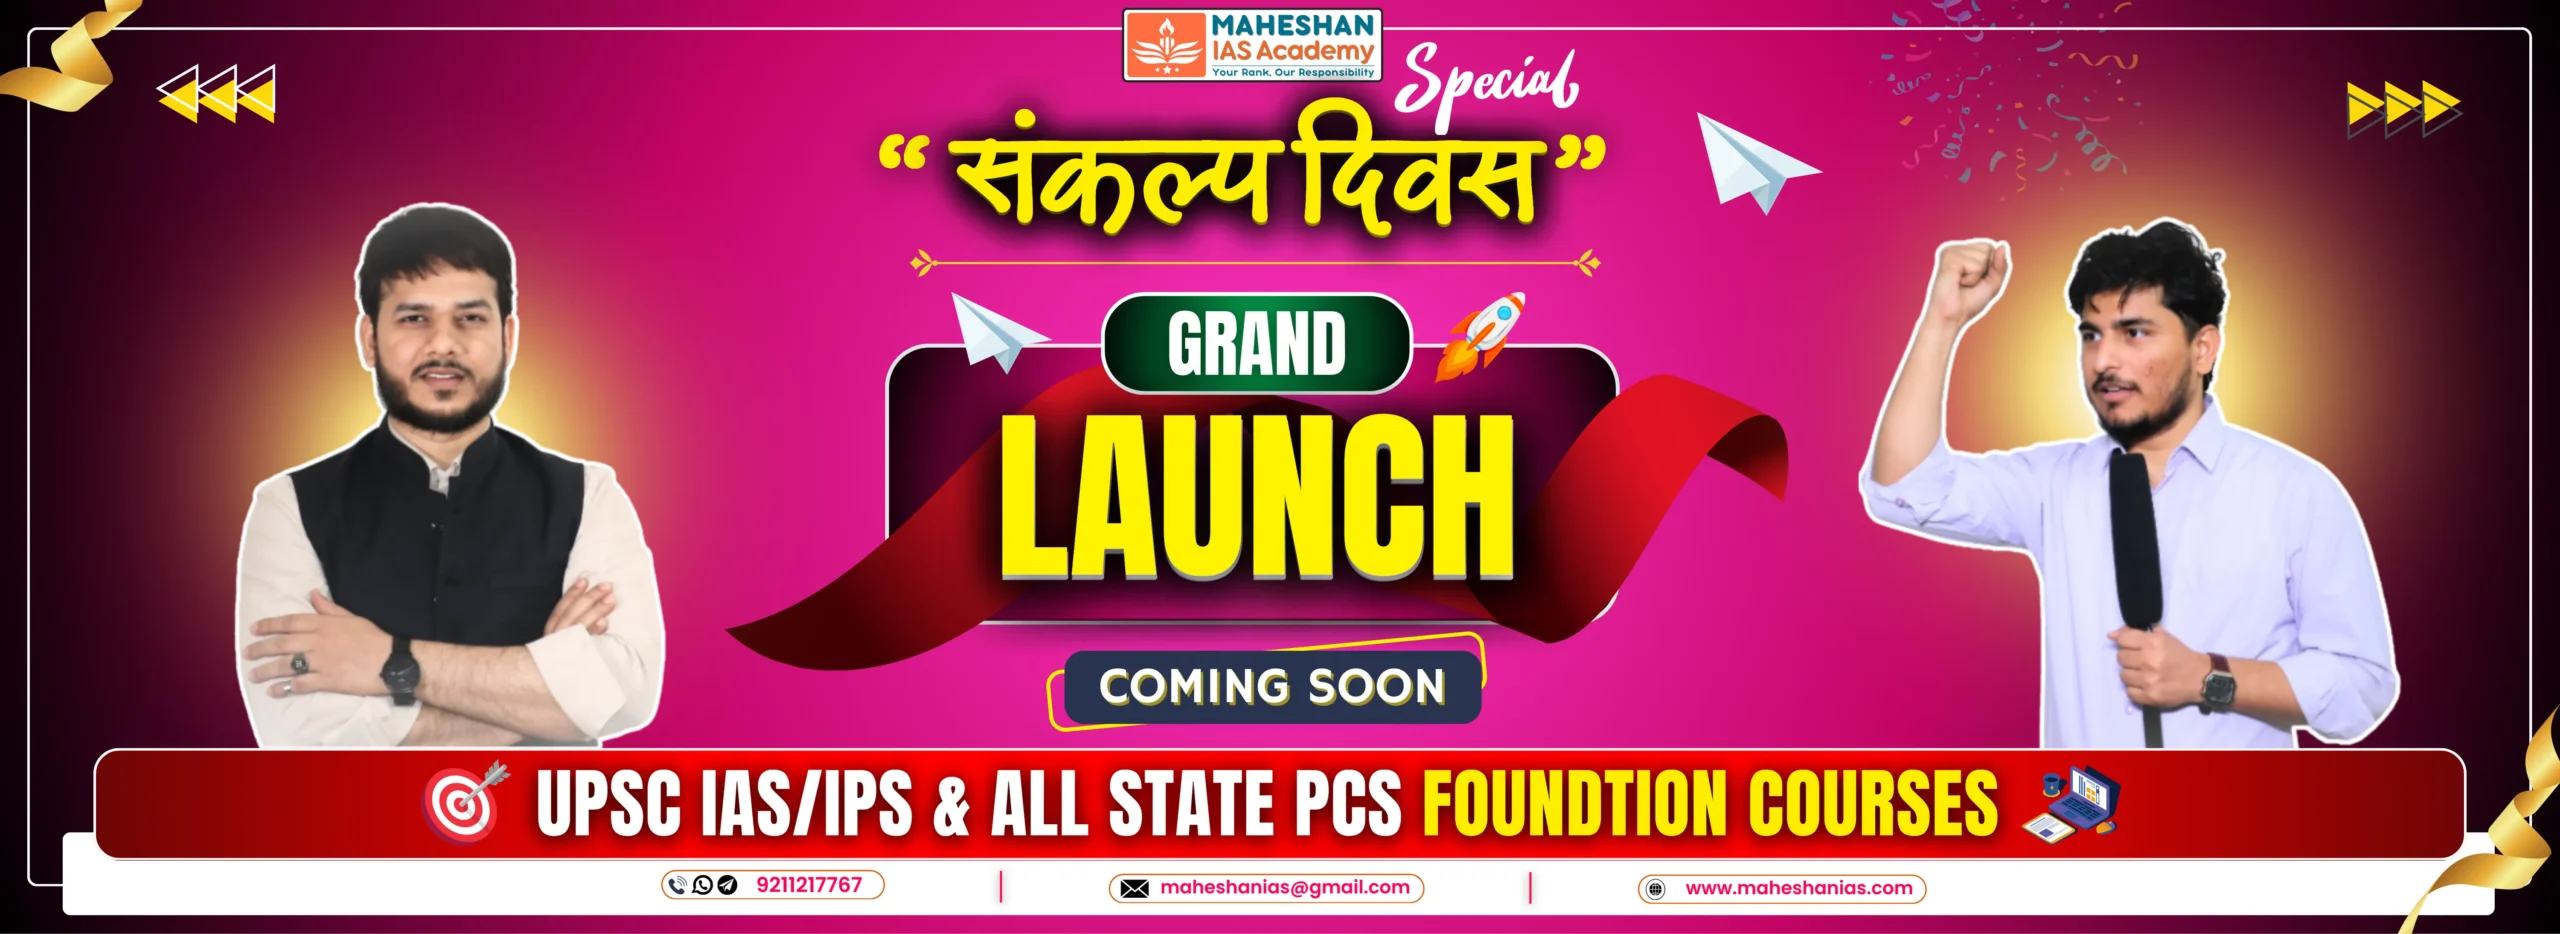 MAHESHAN
IAS Academy
Your Rank, Our Responsibility
Special
“संकल्प दिवस”
GRAND
LAUNCH
COMING SOON
UPSC IAS/IPS & ALL STATE PCS FOUNDTION COURSES
9211217767
maheshanias@gmail.com
www.maheshanias.com